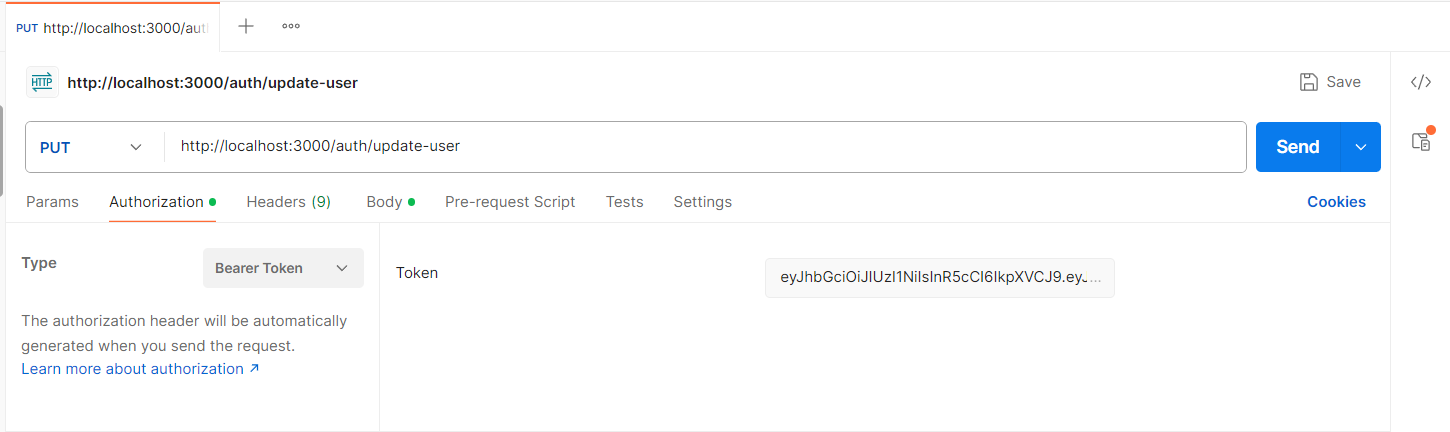 PUT http://localhost:3000/aut
HTTP http://localhost:3000/auth/update-user
Save
PUT
http://localhost:3000/auth/update-user
Send
Params Authorization Headers (9) Body Pre-request Script Tests Settings
Cookies
Type
Bearer Token
Token
eyJhbGciOiJIUzI1NiIsInR5cCI6IkpXVCJ9.eyJ...
The authorization header will be automatically
generated when you send the request.
Learn more about authorization ↗